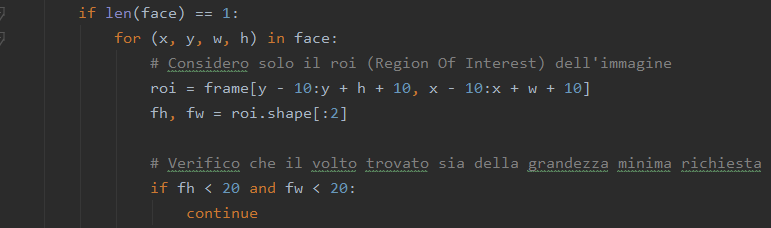 if len(face) == 1:
for (x, y, w, h) in face:
# Considero solo il roi (Region Of Interest) dell'immagine
roi = frame[y - 10:y + h + 10, x - 10:x + w + 10]
fh, fw = roi.shape[:2]
# Verifico che il volto trovato sia della grandezza minima richiesta
if fh < 20 and fw < 20:
continue